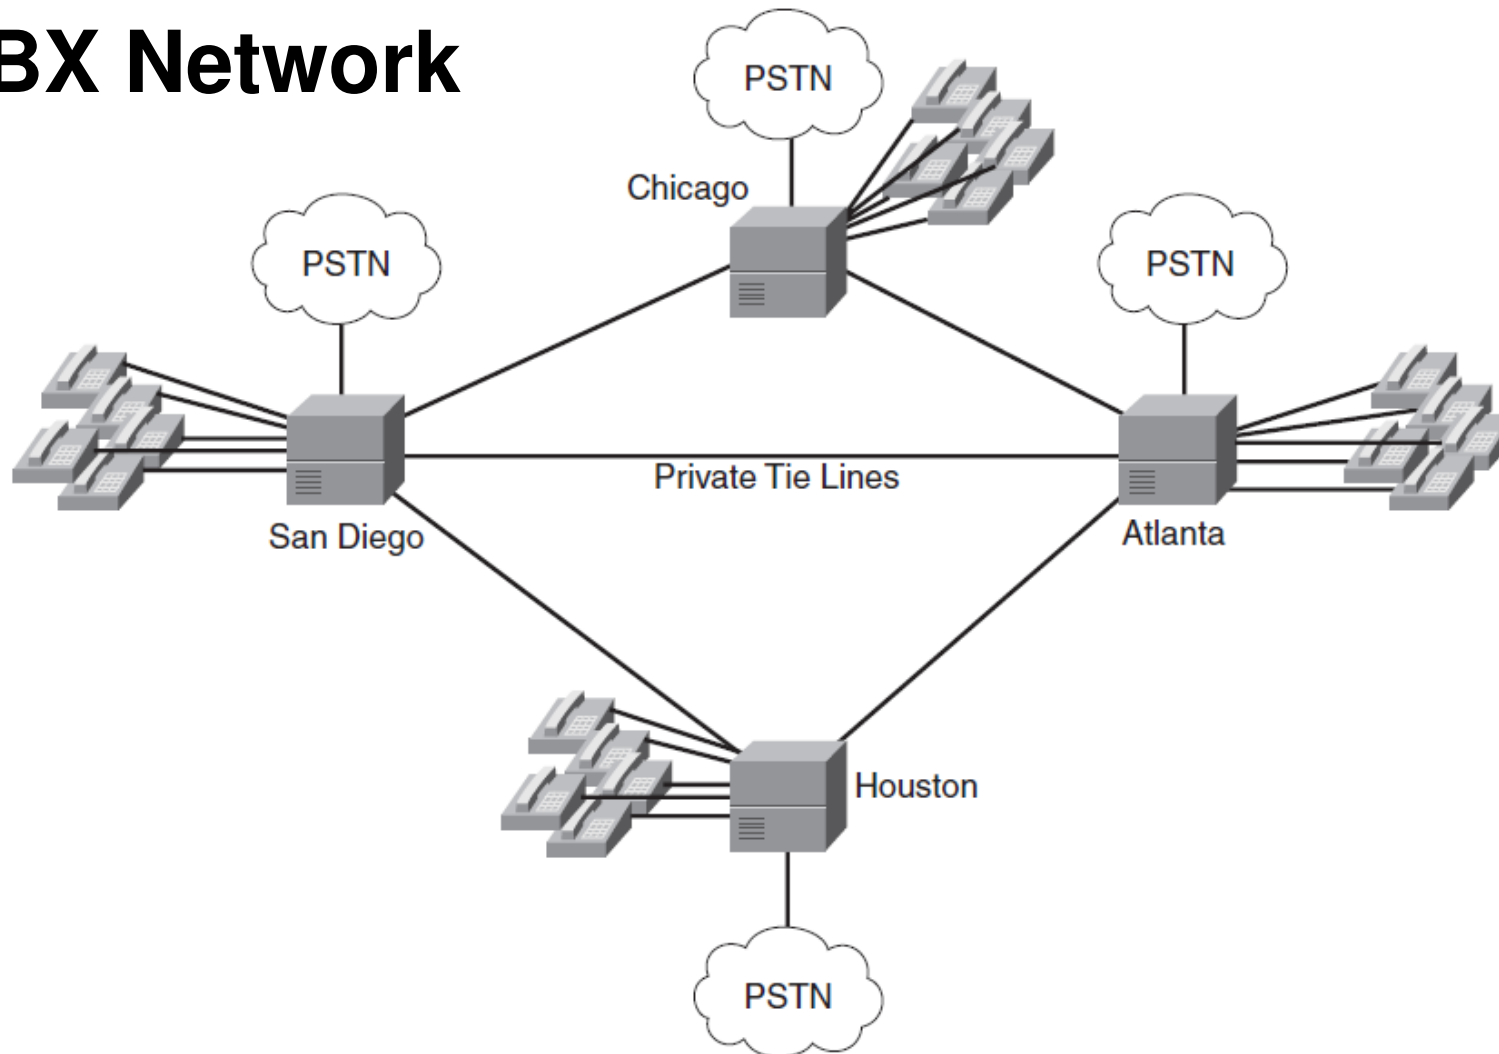 BX Network
PSTN
Chicago
PSTN
PSTN
Private Tie Lines
San Diego
Atlanta
Houston
PSTN